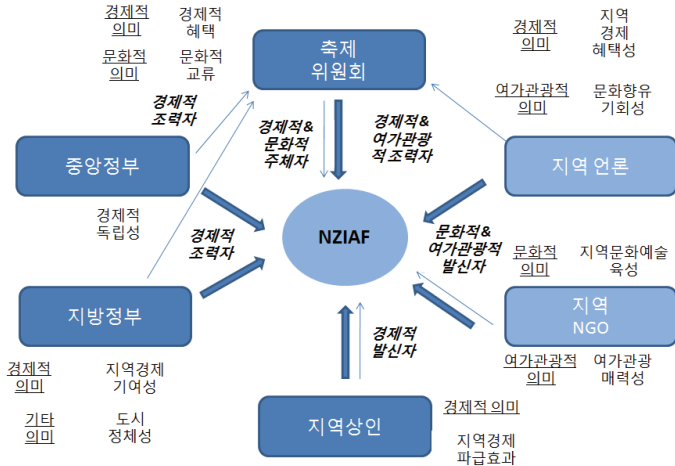 경제적
의미
경제적
혜택
문화적
의미
문화적
교류
축제
위원회
경제적
의미
지역
경제
혜택성
여가관광적
의미
문화향유
기회성
경제적
조력자
경제적 &
문화적
주체자
경제적 &
여가관광
적 조력자
중앙정부
지역 언론
경제적
독립성
경제적
조력자
NZIAF
문화적 &
여가관광적
발신자
문화적
의미
지역문화예술
육성
지방정부
지역
NGO
경제적
의미
지역경제
기여성
경제적
발신자
여가관광적
의미
여가관광
매력성
기타
의미
도시
정체성
지역상인
경제적 의미
지역경제
파급효과